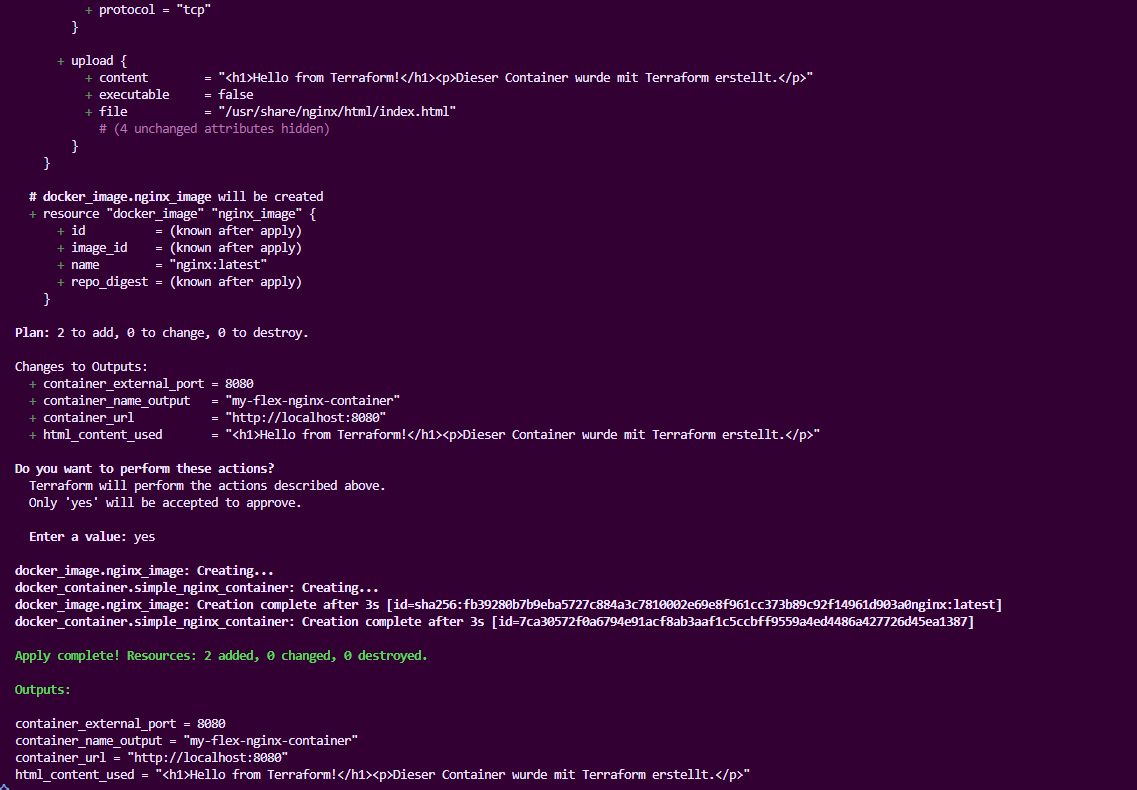 + protocol = "tcp"
}
+ upload {
+ content       = "<h1>Hello from Terraform!</h1><p>Dieser Container wurde mit Terraform erstellt.</p>"
+ executable    = false
+ file          = "/usr/share/nginx/html/index.html"
# (4 unchanged attributes hidden)
}
}
# docker_image.nginx_image will be created
+ resource "docker_image" "nginx_image" {
+ id          = (known after apply)
+ image_id    = (known after apply)
+ name        = "nginx:latest"
+ repo_digest = (known after apply)
}
Plan: 2 to add, 0 to change, 0 to destroy.
Changes to Outputs:
+ container_external_port = 8080
+ container_name_output   = "my-flex-nginx-container"
+ container_url           = "http://localhost:8080"
+ html_content_used       = "<h1>Hello from Terraform!</h1><p>Dieser Container wurde mit Terraform erstellt.</p>"
Do you want to perform these actions?
Terraform will perform the actions described above.
Only 'yes' will be accepted to approve.
Enter a value: yes
docker_image.nginx_image: Creating...
docker_container.simple_nginx_container: Creating...
docker_image.nginx_image: Creation complete after 3s [id=sha256:fb39280b7b9eba5727c884a3c7810002e69e8f961cc373b89c92f14961d903a0nginx:latest]
docker_container.simple_nginx_container: Creation complete after 3s [id=7ca30572f0a6794e91acf8ab3aaf1c5ccbff9559a4ed4486a427726d45ea1387]
Apply complete! Resources: 2 added, 0 changed, 0 destroyed.
Outputs:
container_external_port = 8080
container_name_output = "my-flex-nginx-container"
container_url = "http://localhost:8080"
html_content_used = "<h1>Hello from Terraform!</h1><p>Dieser Container wurde mit Terraform erstellt.</p>"